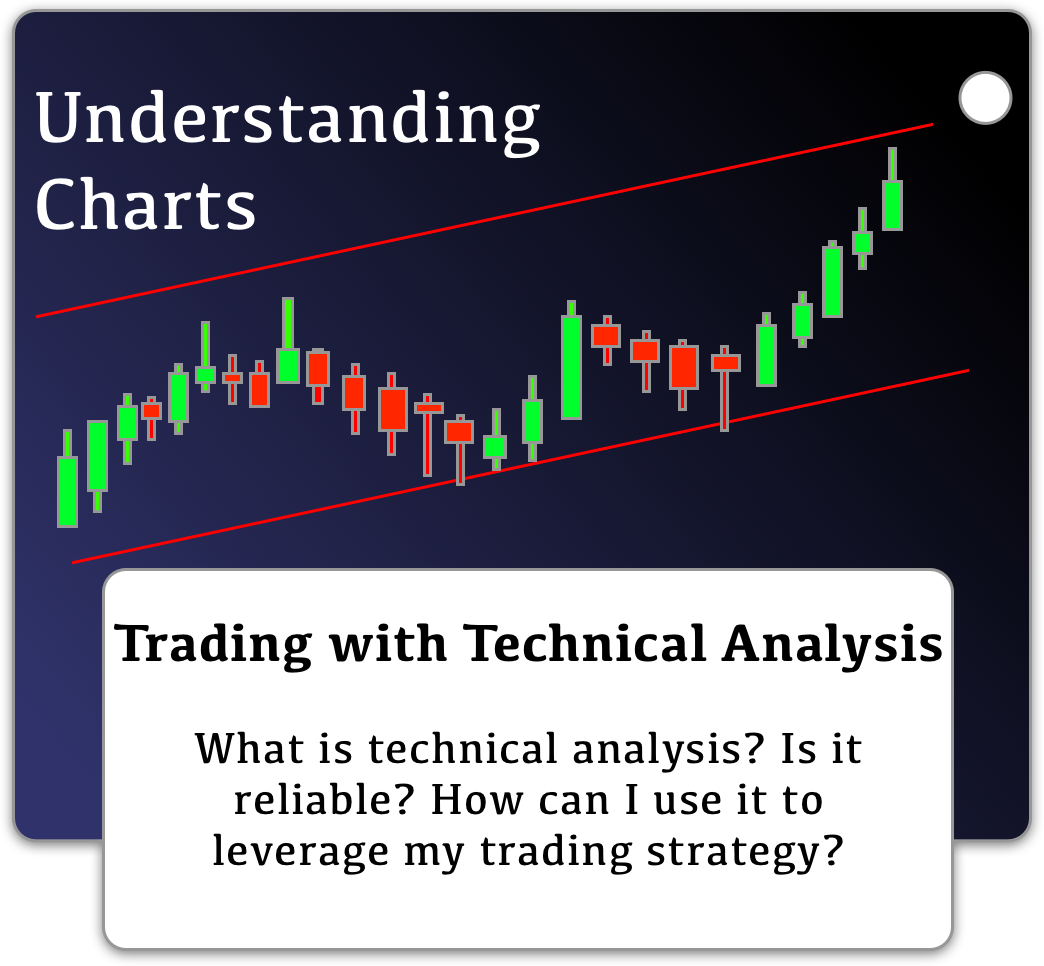 Understanding
Charts
Trading with Technical Analysis
What is technical analysis? Is it
reliable? How can I use it to
leverage my trading strategy?